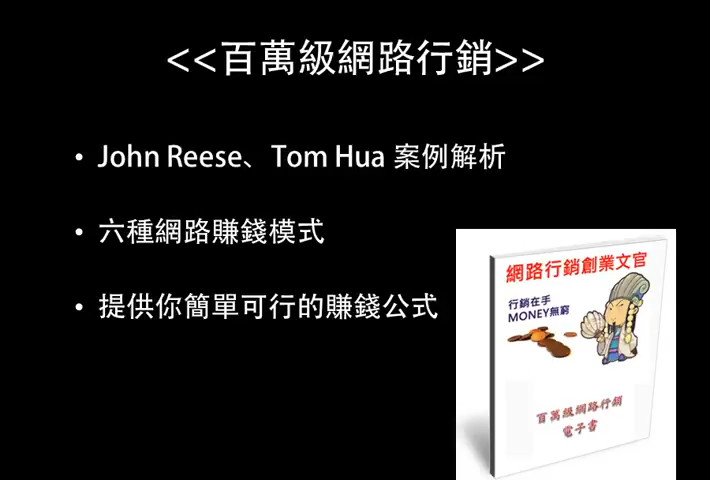 <<百萬級網路行銷>>
• John Reese、Tom Hua 案例解析
• 六種網路賺錢模式
• 提供你簡單可行的賺錢公式
網路行銷創業文官
行銷在手
MONEY無窮
百萬級網路行銷
電子書